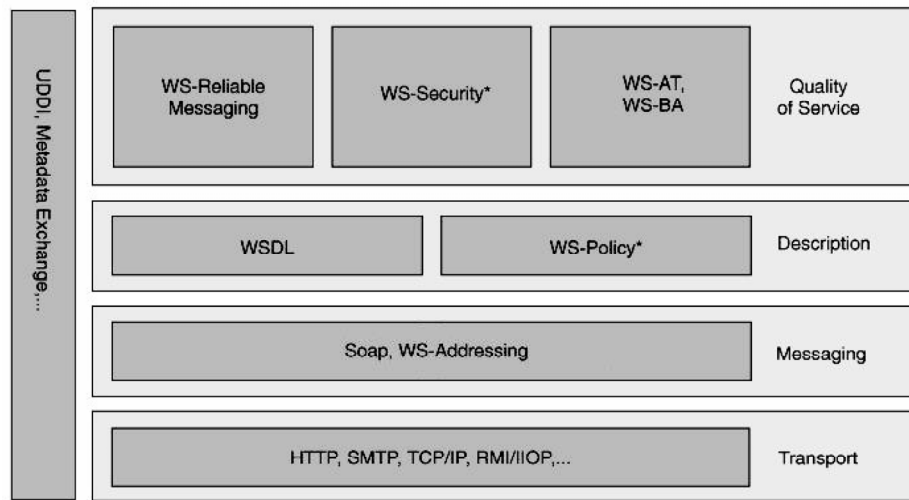 UDDI, Metadata Exchange,...
WS-Reliable
Messaging
WS-Security*
WS-AT,
WS-BA
Quality
of Service
WSDL
WS-Policy*
Description
Soap, WS-Addressing
Messaging
HTTP, SMTP, TCP/IP, RMI/IIOP,...
Transport